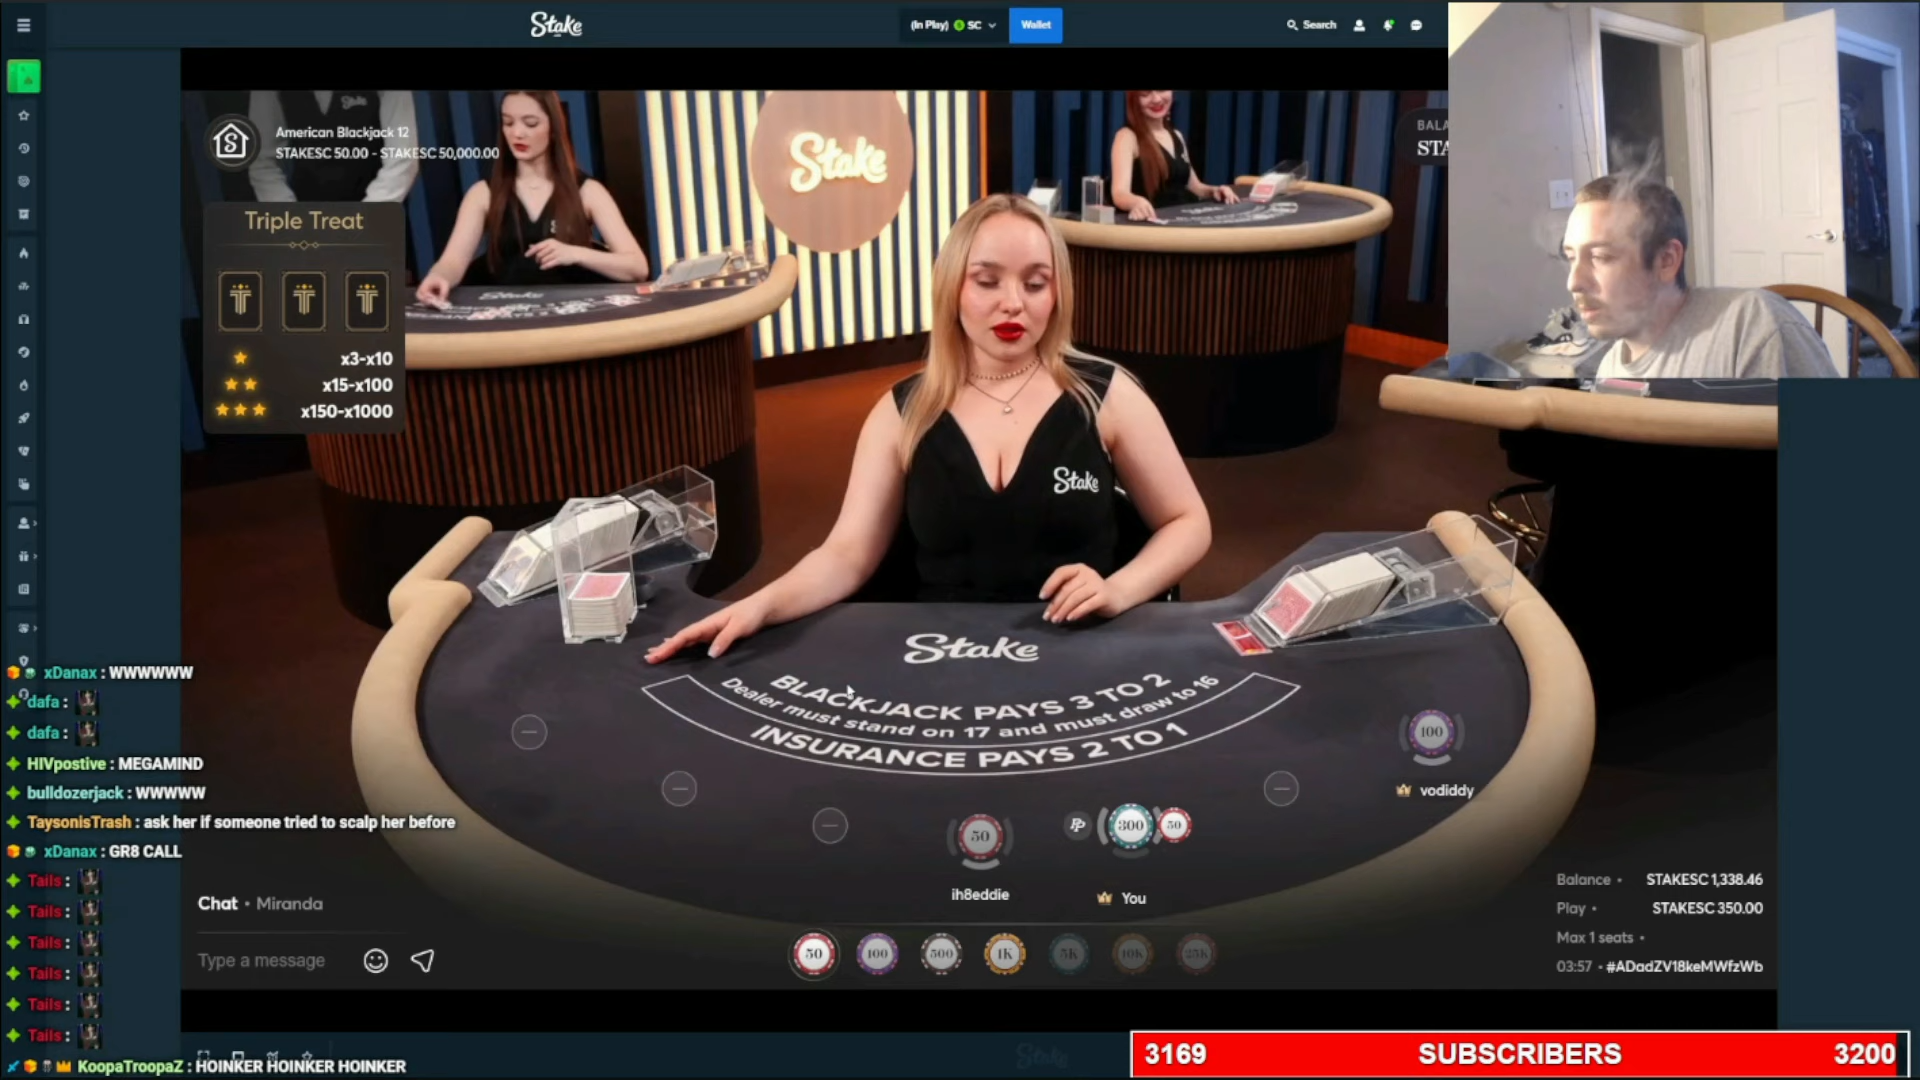 Stake
(In Play) SC
Wallet
Search
American Blackjack 12
STAKESC 50.00 - STAKESC 50,000.00
Triple Treat
x3-x10
x15-x100
x150-x1000
Stake
Stake
BALA
STA
Stake
Stake
BLACKJACK PAYS 3 TO 2
Dealer must stand on 17 and must draw to 16
INSURANCE PAYS 2 TO 1
100
vodiddy
50
ih8eddie
PP
300
50
You
xDanax : WWWWWW
dafa :
dafa :
HIVpostive : MEGAMIND
bulldozerjack : WWWWW
TaysonisTrash : ask her if someone tried to scalp her before
xDanax : GR8 CALL
Tails :
Tails :
Tails :
Tails :
Tails :
Tails :
KoopaTroopaZ : HOINKER HOINKER HOINKER
Chat • Miranda
Type a message
50
100
500
1K
5K
10K
25K
Balance • STAKESC 1,338.46
Play • STAKESC 350.00
Max 1 seats •
03:57 • #ADadZV18keMWfzWb
Stake
3169 SUBSCRIBERS 3200